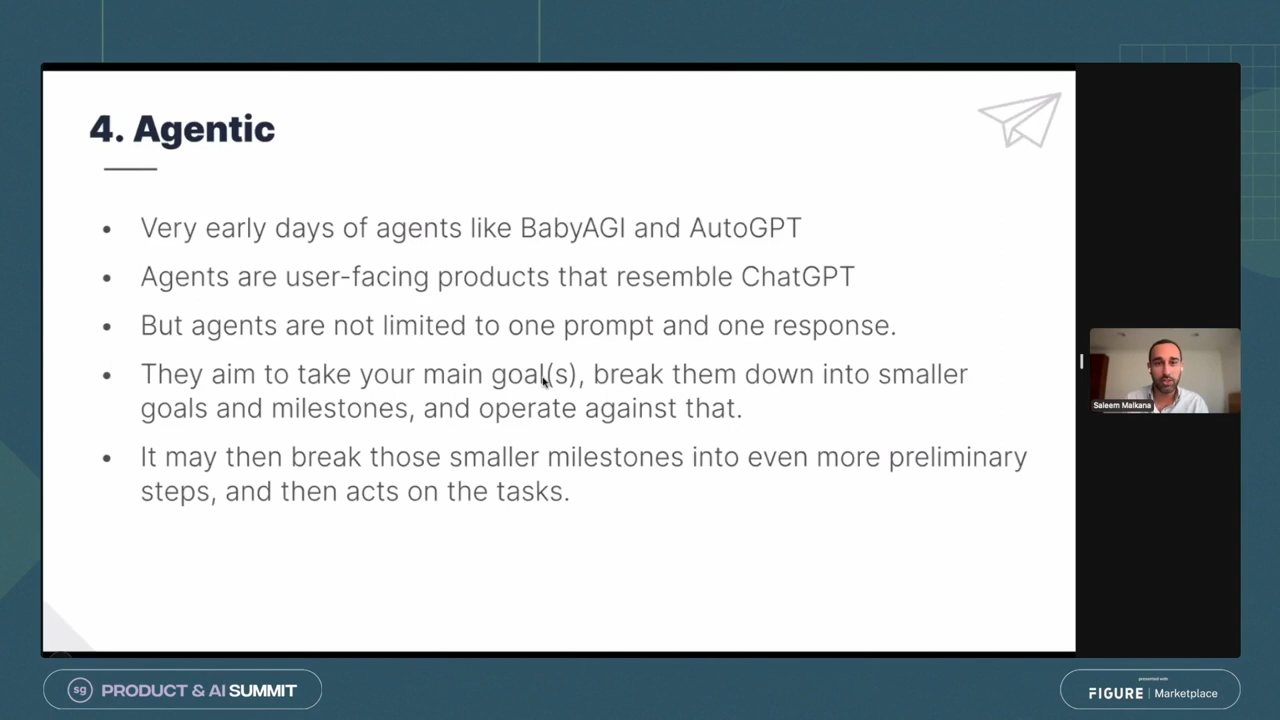 4. Agentic
• Very early days of agents like BabyAGI and AutoGPT
• Agents are user-facing products that resemble ChatGPT
• But agents are not limited to one prompt and one response.
• They aim to take your main goal(s), break them down into smaller
goals and milestones, and operate against that.
• It may then break those smaller milestones into even more preliminary
steps, and then acts on the tasks.
Saleem Malkana
sg PRODUCT & AI SUMMIT
presented with
FIGURE | Marketplace